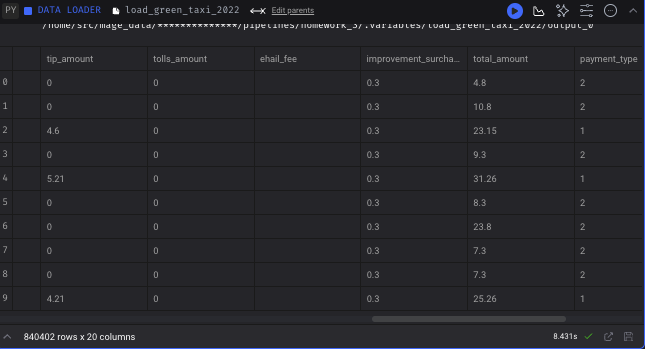 PY DATA LOADER load_green_taxi_2022 Edit parents
/home/src/mage_data/**************/pipelines/homework_3/.variables/load_green_taxi_2022/output_0
tip_amount tolls_amount ehail_fee improvement_surcha... total_amount payment_type
0 0 0 0.3 4.8 2
1 0 0 0.3 10.8 2
2 4.6 0 0.3 23.15 1
3 0 0 0.3 9.3 2
4 5.21 0 0.3 31.26 1
5 0 0 0.3 8.3 2
6 0 0 0.3 23.8 2
7 0 0 0.3 7.3 2
8 0 0 0.3 7.3 2
9 4.21 0 0.3 25.26 1
840402 rows x 20 columns 8.431s